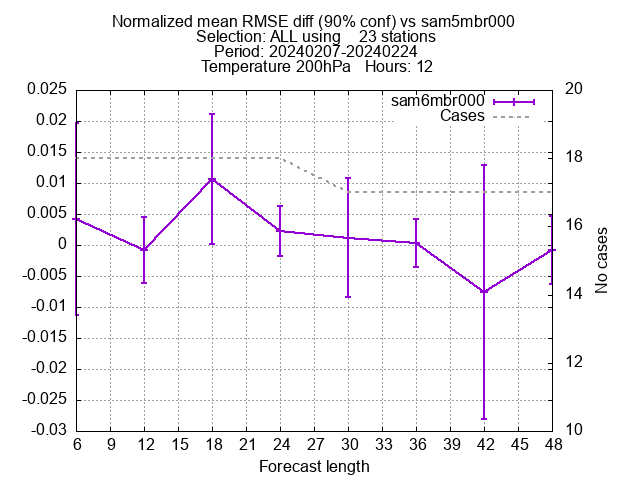 Normalized mean RMSE diff (90% conf) vs sam5mbr000
Selection: ALL using    23 stations
Period: 20240207-20240224
Temperature 200hPa   Hours: 12
sam6mbr000
Cases
0.025
0.02
0.015
0.01
0.005
0
-0.005
-0.01
-0.015
-0.02
-0.025
-0.03
20
18
16
14
12
10
No cases
6 9 12 15 18 21 24 27 30 33 36 39 42 45 48
Forecast length